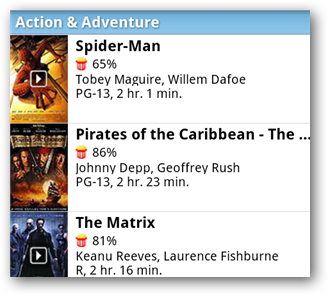 Action & Adventure
Spider-Man
65%
Tobey Maguire, Willem Dafoe
PG-13, 2 hr. 1 min.
Pirates of the Caribbean - The ...
86%
Johnny Depp, Geoffrey Rush
PG-13, 2 hr. 23 min.
The Matrix
81%
Keanu Reeves, Laurence Fishburne
R, 2 hr. 16 min.